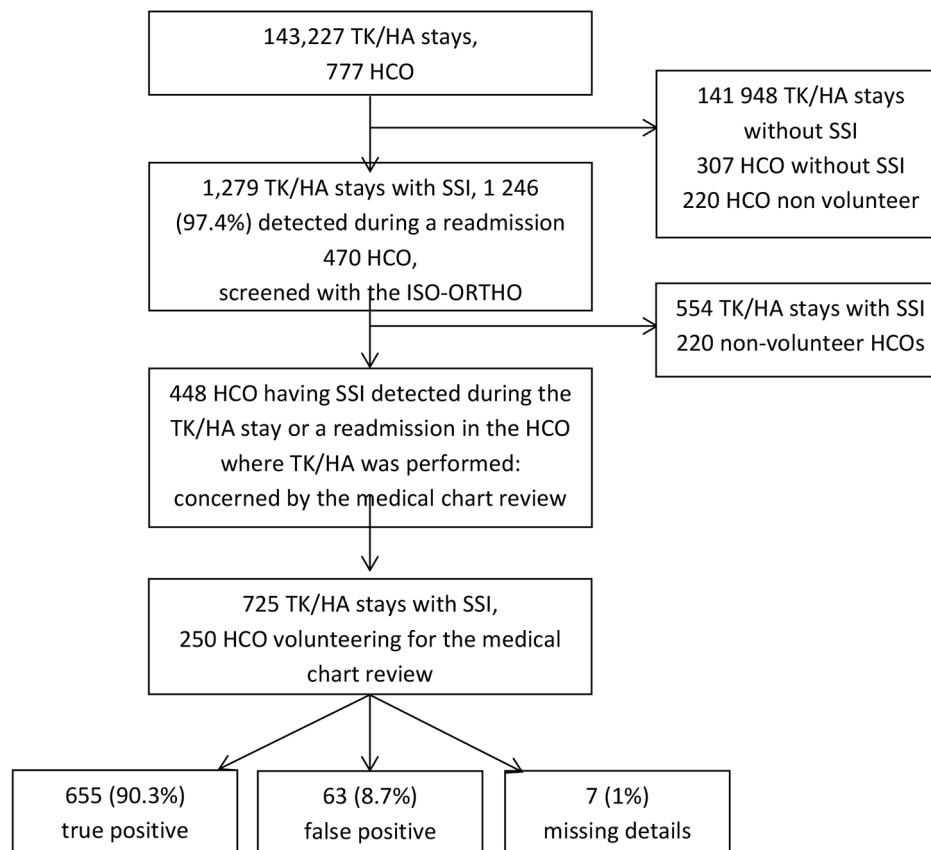 143,227 TK/HA stays,
777 HCO
141 948 TK/HA stays
without SSI
307 HCO without SSI
220 HCO non volunteer
1,279 TK/HA stays with SSI, 1 246
(97.4%) detected during a readmission
470 HCO,
screened with the ISO-ORTHO
554 TK/HA stays with SSI
220 non-volunteer HCOs
448 HCO having SSI detected during the
TK/HA stay or a readmission in the HCO
where TK/HA was performed:
concerned by the medical chart review
725 TK/HA stays with SSI,
250 HCO volunteering for the medical
chart review
655 (90.3%)
true positive
63 (8.7%)
false positive
7 (1%)
missing details